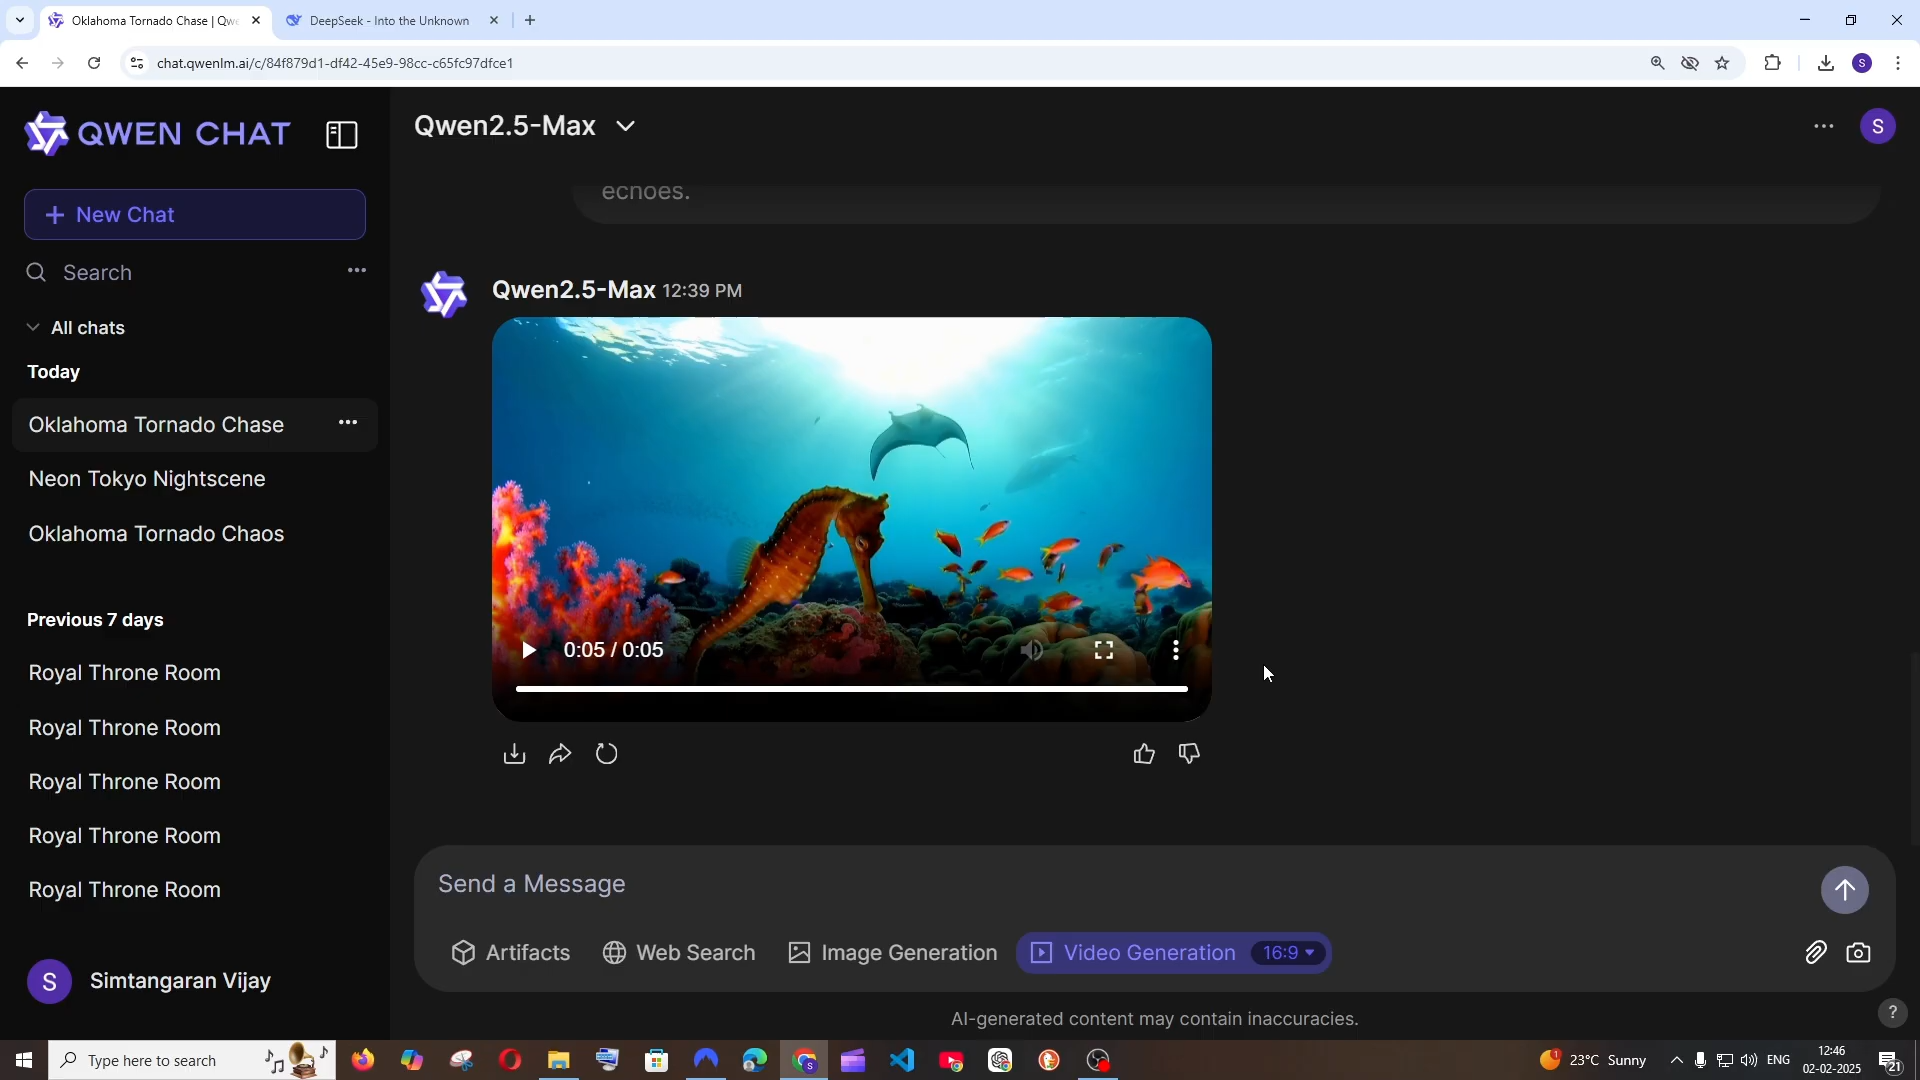 Oklahoma Tornado Chase | Qwe
DeepSeek - Into the Unknown
chat.qwenlm.ai/c/84f879d1-df42-45e9-98cc-c65fc97dfce1
S
QWEN CHAT
Qwen2.5-Max
S
echoes.
New Chat
Search
Qwen2.5-Max 12:39 PM
All chats
Today
Oklahoma Tornado Chase
Neon Tokyo Nightscene
Oklahoma Tornado Chaos
Previous 7 days
Royal Throne Room
0:05 / 0:05
Royal Throne Room
Royal Throne Room
Royal Throne Room
Royal Throne Room
Send a Message
Artifacts
Web Search
Image Generation
Video Generation
16:9
S
Simtangaran Vijay
AI-generated content may contain inaccuracies.
?
Type here to search
1
23°C Sunny
ENG
12:46
02-02-2025
21